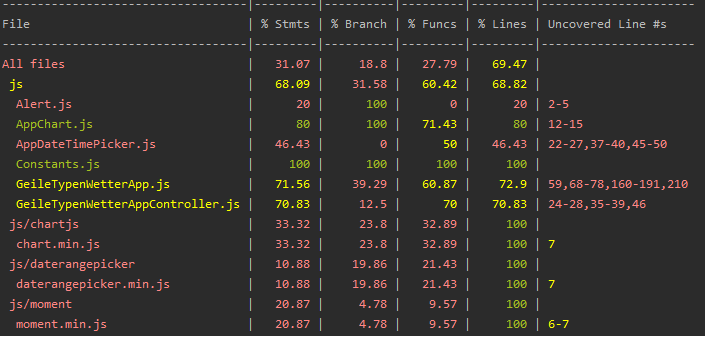 -------------------------------|---------|----------|---------|---------|---------------------
File                           | % Stmts | % Branch | % Funcs | % Lines | Uncovered Line #s
-------------------------------|---------|----------|---------|---------|---------------------
All files                      |   31.07 |     18.8 |   27.79 |   69.47 |
 js                            |   68.09 |    31.58 |   60.42 |   68.82 |
  Alert.js                     |      20 |      100 |       0 |      20 | 2-5
  AppChart.js                  |      80 |      100 |   71.43 |      80 | 12-15
  AppDateTimePicker.js         |   46.43 |        0 |      50 |   46.43 | 22-27,37-40,45-50
  Constants.js                 |     100 |      100 |     100 |     100 |
  GeileTypenWetterApp.js       |   71.56 |    39.29 |   60.87 |    72.9 | 59,68-78,160-191,210
  GeileTypenWetterAppController.js |   70.83 |     12.5 |      70 |   70.83 | 24-28,35-39,46
 js/chartjs                    |   33.32 |     23.8 |   32.89 |     100 |
  chart.min.js                 |   33.32 |     23.8 |   32.89 |     100 | 7
 js/daterangepicker            |   10.88 |    19.86 |   21.43 |     100 |
  daterangepicker.min.js       |   10.88 |    19.86 |   21.43 |     100 | 7
 js/moment                     |   20.87 |     4.78 |    9.57 |     100 |
  moment.min.js                |   20.87 |     4.78 |    9.57 |     100 | 6-7